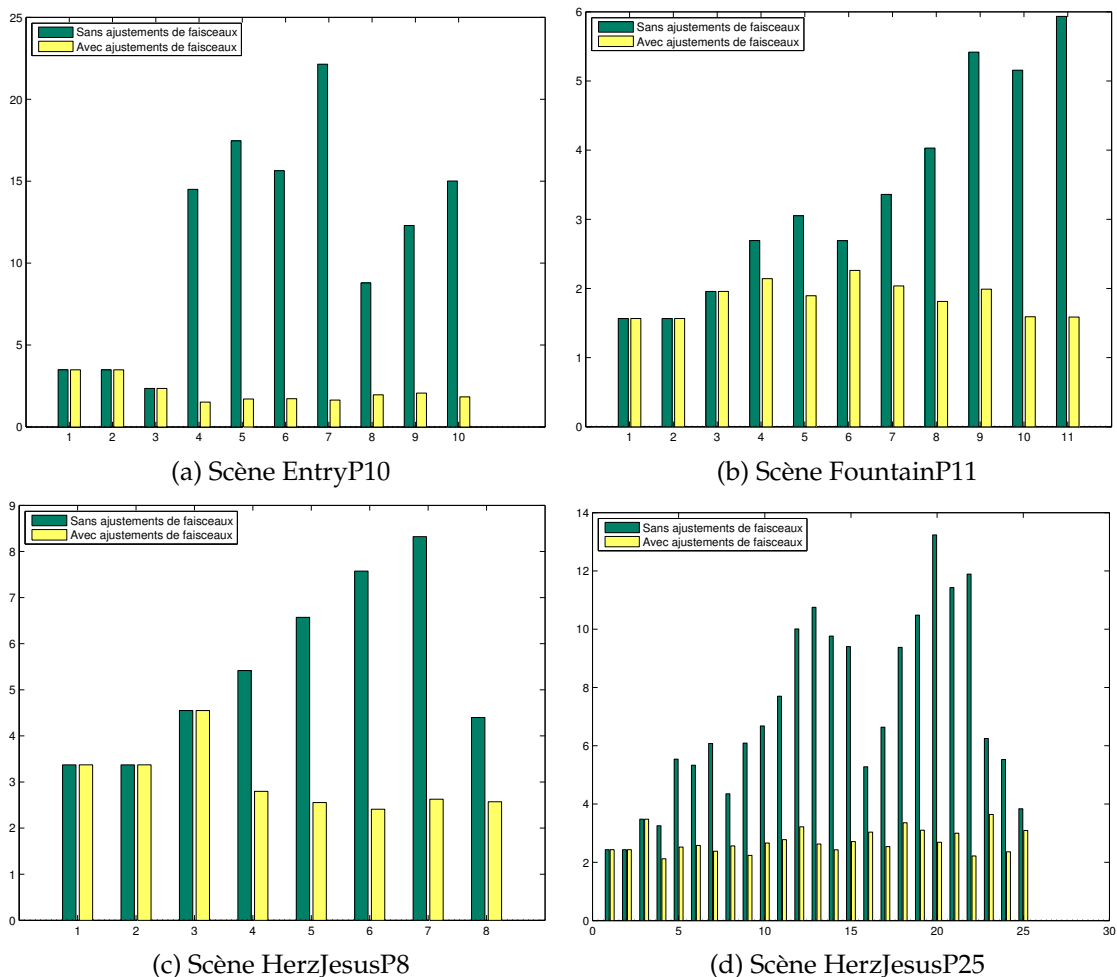 Sans ajustements de faisceaux
Avec ajustements de faisceaux
25
20
15
10
5
0
1 2 3 4 5 6 7 8 9 10
(a) Scène EntryP10
Sans ajustements de faisceaux
Avec ajustements de faisceaux
6
5
4
3
2
1
0
1 2 3 4 5 6 7 8 9 10 11
(b) Scène FountainP11
Sans ajustements de faisceaux
Avec ajustements de faisceaux
9
8
7
6
5
4
3
2
1
0
1 2 3 4 5 6 7 8
(c) Scène HerzJesusP8
Sans ajustements de faisceaux
Avec ajustements de faisceaux
14
12
10
8
6
4
2
0
0 5 10 15 20 25 30
(d) Scène HerzJesusP25